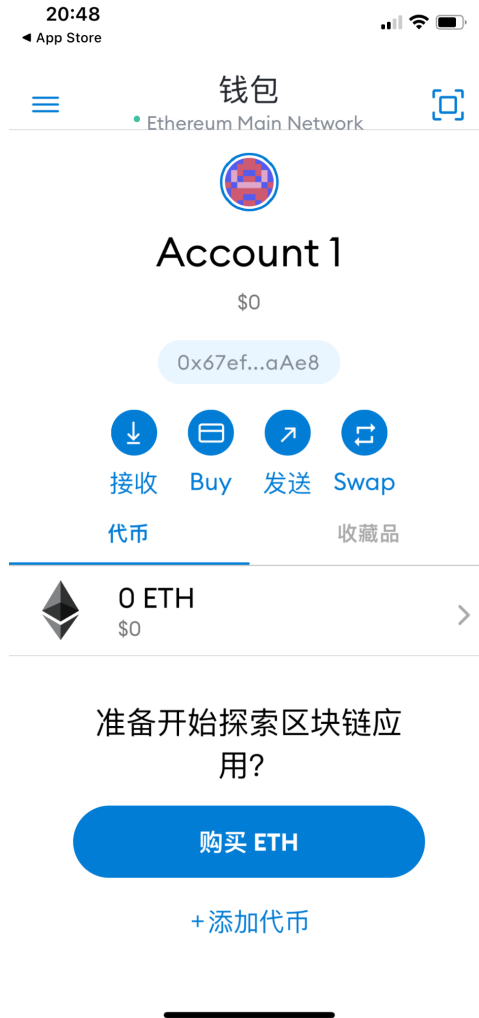 20:48
◀ App Store
钱包
Ethereum Main Network
Account 1
$0
0x67ef...aAe8
接收 Buy 发送 Swap
代币 收藏品
0 ETH
$0
准备开始探索区块链应
用?
购买 ETH
+添加代币